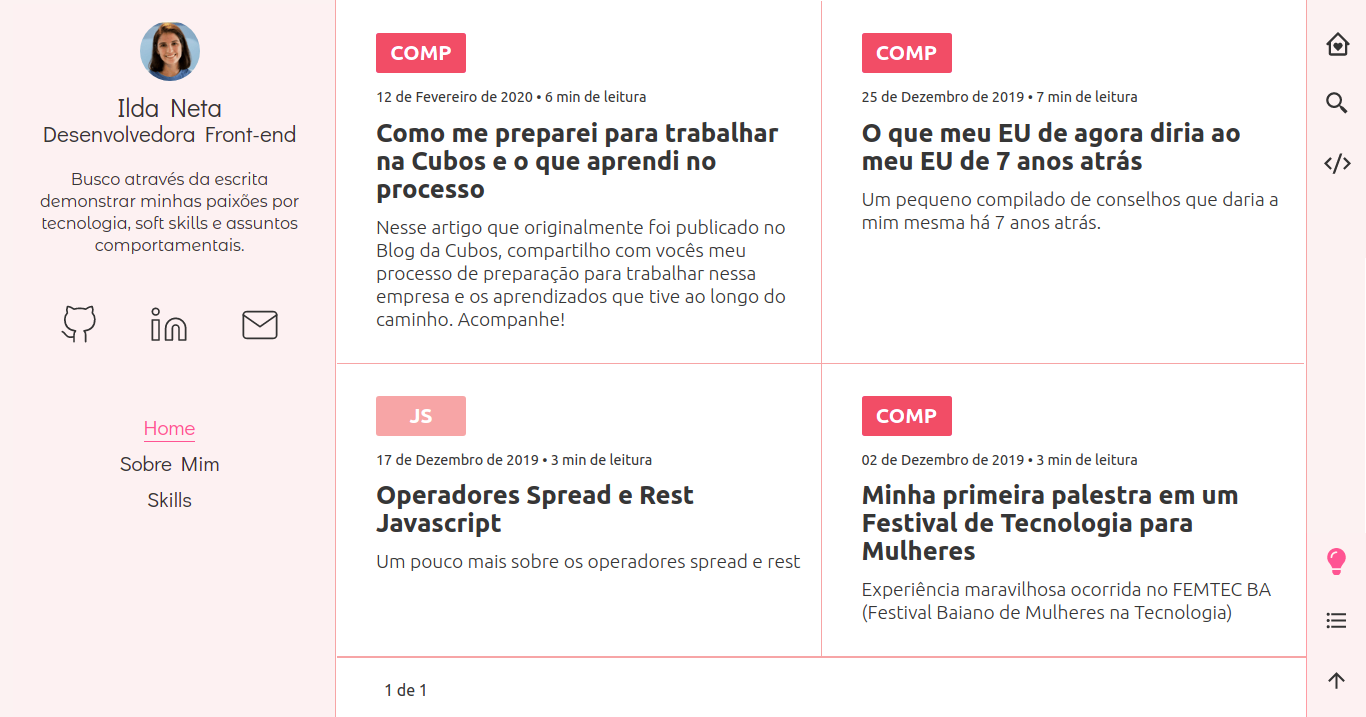 Ilda Neta
Desenvolvedora Front-end
Busco através da escrita
demonstrar minhas paixões por
tecnologia, soft skills e assuntos
comportamentais.
Home
Sobre Mim
Skills
COMP
12 de Fevereiro de 2020 • 6 min de leitura
Como me preparei para trabalhar
na Cubos e o que aprendi no
processo
Nesse artigo que originalmente foi publicado no
Blog da Cubos, compartilho com vocês meu
processo de preparação para trabalhar nessa
empresa e os aprendizados que tive ao longo do
caminho. Acompanhe!
COMP
25 de Dezembro de 2019 • 7 min de leitura
O que meu EU de agora diria ao
meu EU de 7 anos atrás
Um pequeno compilado de conselhos que daria a
mim mesma há 7 anos atrás.
JS
17 de Dezembro de 2019 • 3 min de leitura
Operadores Spread e Rest
Javascript
Um pouco mais sobre os operadores spread e rest
COMP
02 de Dezembro de 2019 • 3 min de leitura
Minha primeira palestra em um
Festival de Tecnologia para
Mulheres
Experiência maravilhosa ocorrida no FEMTEC BA
(Festival Baiano de Mulheres na Tecnologia)
1 de 1